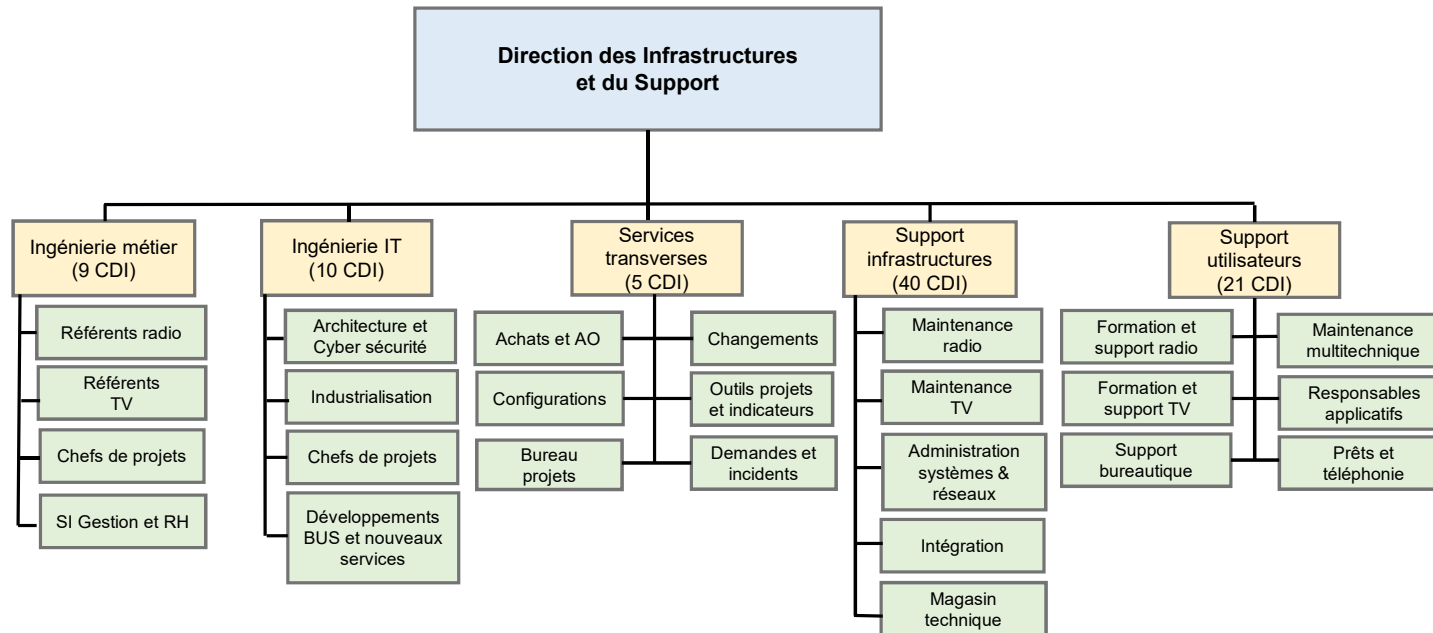 Direction des Infrastructures
et du Support
Ingénierie métier
(9 CDI)
Référents radio
Référents
TV
Chefs de projets
SI Gestion et RH
Ingénierie IT
(10 CDI)
Architecture et
Cyber sécurité
Industrialisation
Chefs de projets
Développements
BUS et nouveaux
services
Services
transverses
(5 CDI)
Achats et AO
Changements
Configurations
Outils projets
et indicateurs
Bureau
projets
Demandes et
incidents
Support
infrastructures
(40 CDI)
Maintenance
radio
Maintenance
TV
Administration
systèmes &
réseaux
Intégration
Magasin
technique
Support
utilisateurs
(21 CDI)
Formation et
support radio
Maintenance
multitechnique
Formation et
support TV
Responsables
applicatifs
Support
bureautique
Prêts et
téléphonie